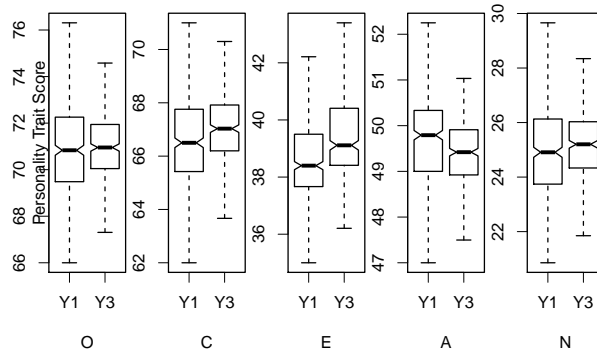 Personality Trait Score
66 68 70 72 74 76
62 64 66 68 70
36 38 40 42
47 48 49 50 51 52
22 24 26 28 30
Y1 Y3 Y1 Y3 Y1 Y3 Y1 Y3 Y1 Y3
O C E A N